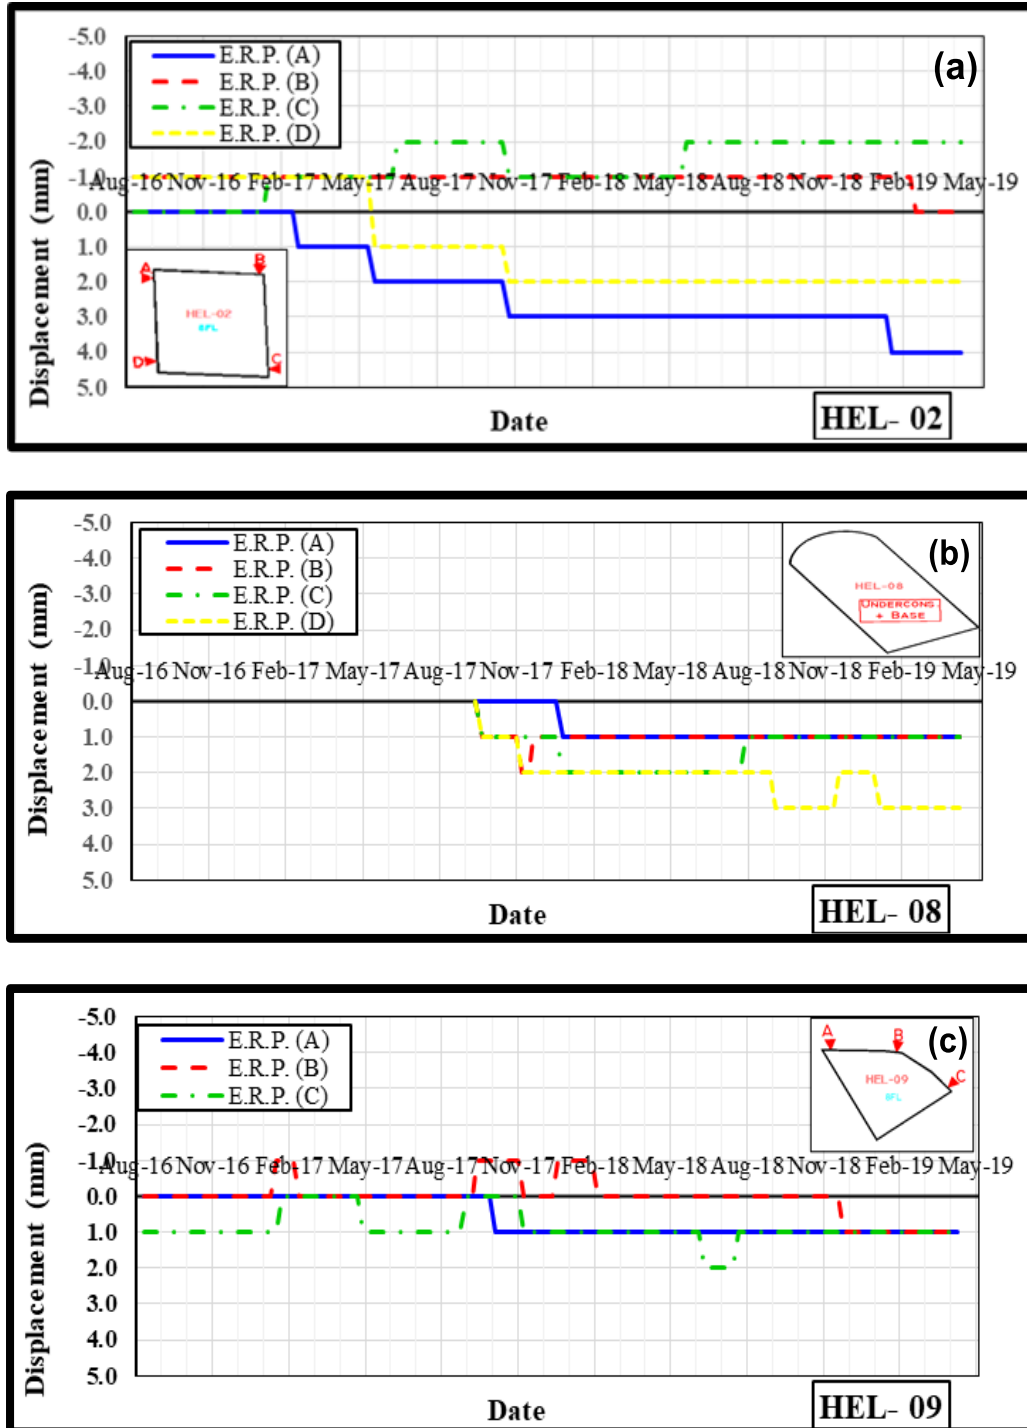 -5.0
E.R.P. (A)
(a)
-4.0
E.R.P. (B)
-3.0
E.R.P. (C)
-2.0
E.R.P. (D)
-1.0
Aug-16 Nov-16 Feb-17 May-17 Aug-17 Nov-17 Feb-18 May-18 Aug-18 Nov-18 Feb-19 May-19
0.0
1.0
2.0
3.0
4.0
5.0
Displacement (mm)
A
B
HEL-02
6FL
D
C
Date
HEL- 02
-5.0
E.R.P. (A)
(b)
-4.0
E.R.P. (B)
-3.0
E.R.P. (C)
-2.0
E.R.P. (D)
HEL-08
UNDERCONS.
+ BASE
-1.0
Aug-16 Nov-16 Feb-17 May-17 Aug-17 Nov-17 Feb-18 May-18 Aug-18 Nov-18 Feb-19 May-19
0.0
1.0
2.0
3.0
4.0
5.0
Displacement (mm)
Date
HEL- 08
-5.0
E.R.P. (A)
(c)
-4.0
E.R.P. (B)
-3.0
E.R.P. (C)
A
B
C
HEL-09
6FL
-2.0
-1.0
Aug-16 Nov-16 Feb-17 May-17 Aug-17 Nov-17 Feb-18 May-18 Aug-18 Nov-18 Feb-19 May-19
0.0
1.0
2.0
3.0
4.0
5.0
Displacement (mm)
Date
HEL- 09